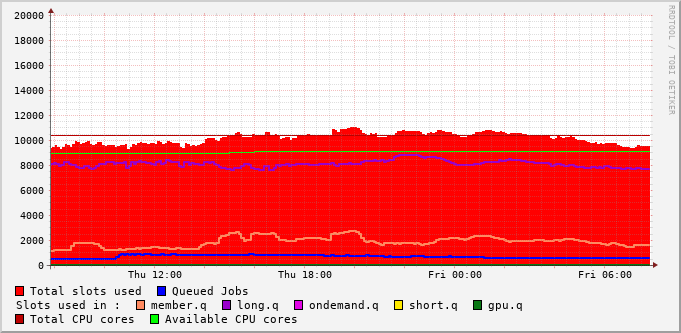 20000
18000
16000
14000
12000
10000
8000
6000
4000
2000
0
Thu 12:00 Thu 18:00 Fri 00:00 Fri 06:00
RRDTOOL / TOBI OETIKER
Total slots used Queued Jobs
Slots used in : member.q long.q ondemand.q short.q gpu.q
Total CPU cores Available CPU cores